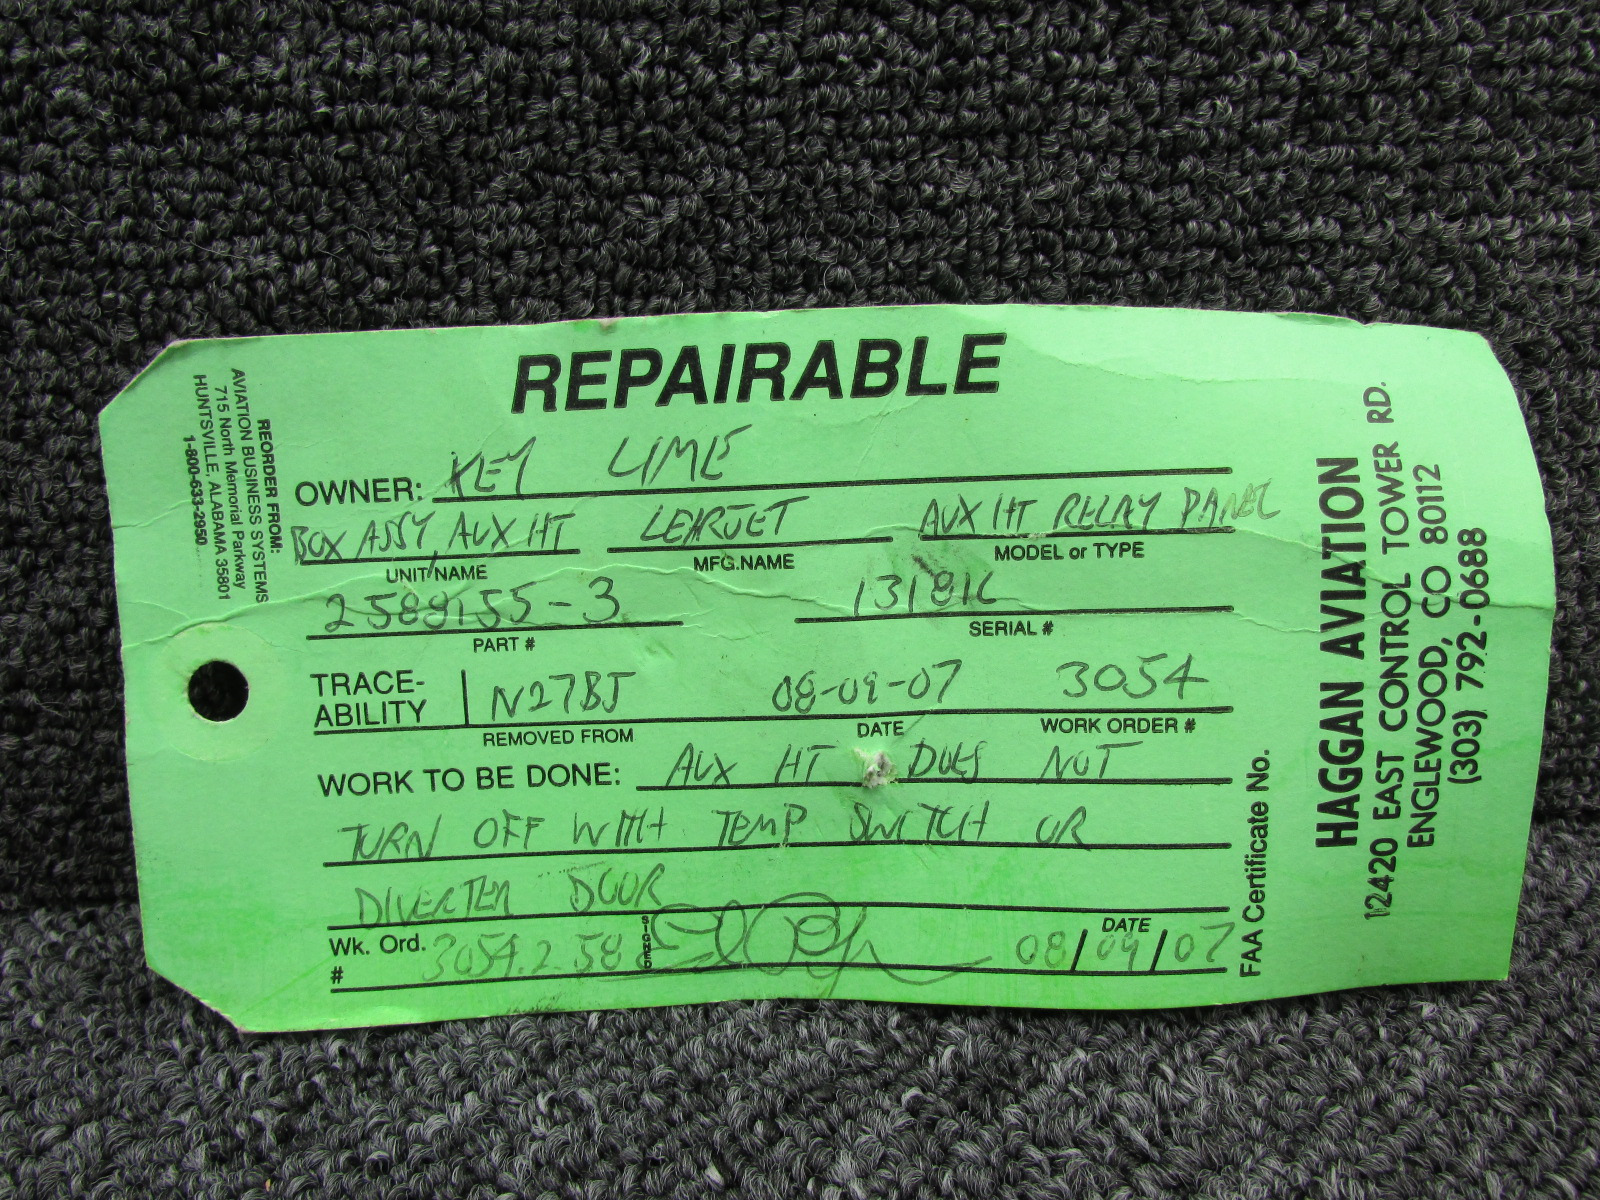 REPAIRABLE
OWNER: KEY LIME
BOX ASSY, AUX HT LEARJET AUX HT RELAY PANEL
UNIT NAME MFG.NAME MODEL or TYPE
2588155-3
PART # SERIAL #
TRACE-
ABILITY N27BJ 08-09-07 3054
REMOVED FROM DATE WORK ORDER #
WORK TO BE DONE: AUX HT DOES NOT
TURN OFF WITH TEMP SWITCH OR
DIVERTER DOOR
Wk. Ord. # 3054.2.58 SIGNED DATE 08/09/07
FAA Certificate No.
HAGGAN AVIATION
12420 EAST CONTROL TOWER RD.
ENGLEWOOD, CO 80112
(303) 792-0688
REORDER FROM:
AVIATION BUSINESS SYSTEMS
715 North Memorial Parkway
HUNTSVILLE, ALABAMA 35801
1-800-633-2950